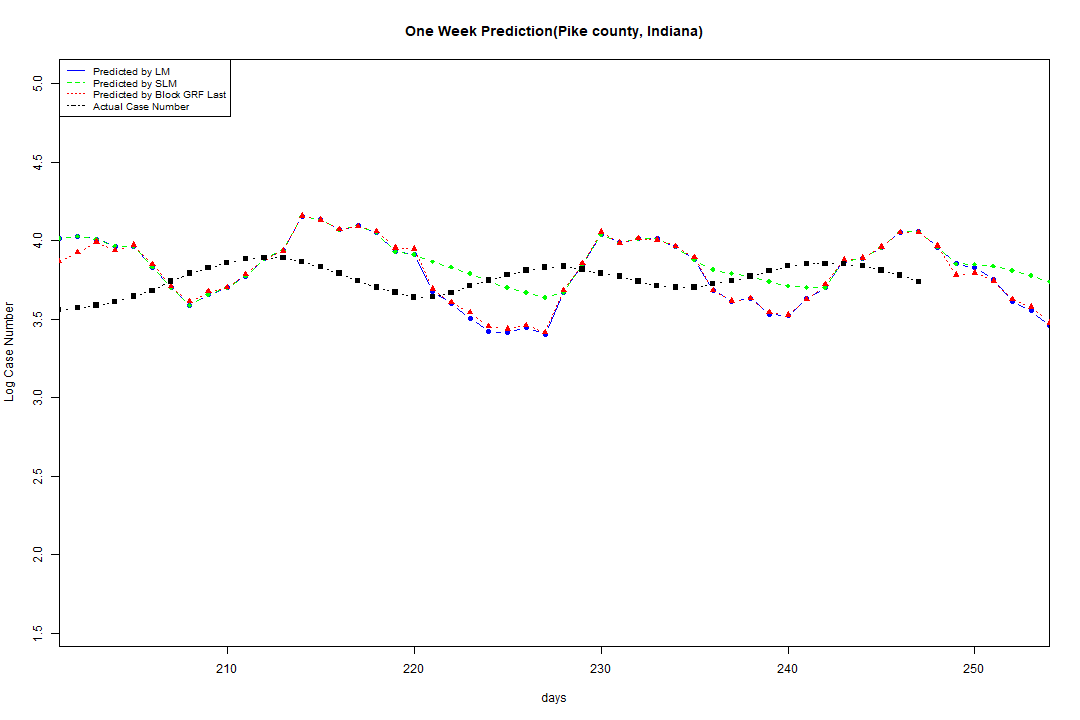 One Week Prediction(Pike county, Indiana)
Predicted by LM
Predicted by SLM
Predicted by Block GRF Last
Actual Case Number
5.0
4.5
4.0
3.5
3.0
2.5
2.0
1.5
Log Case Number
210 220 230 240 250
days